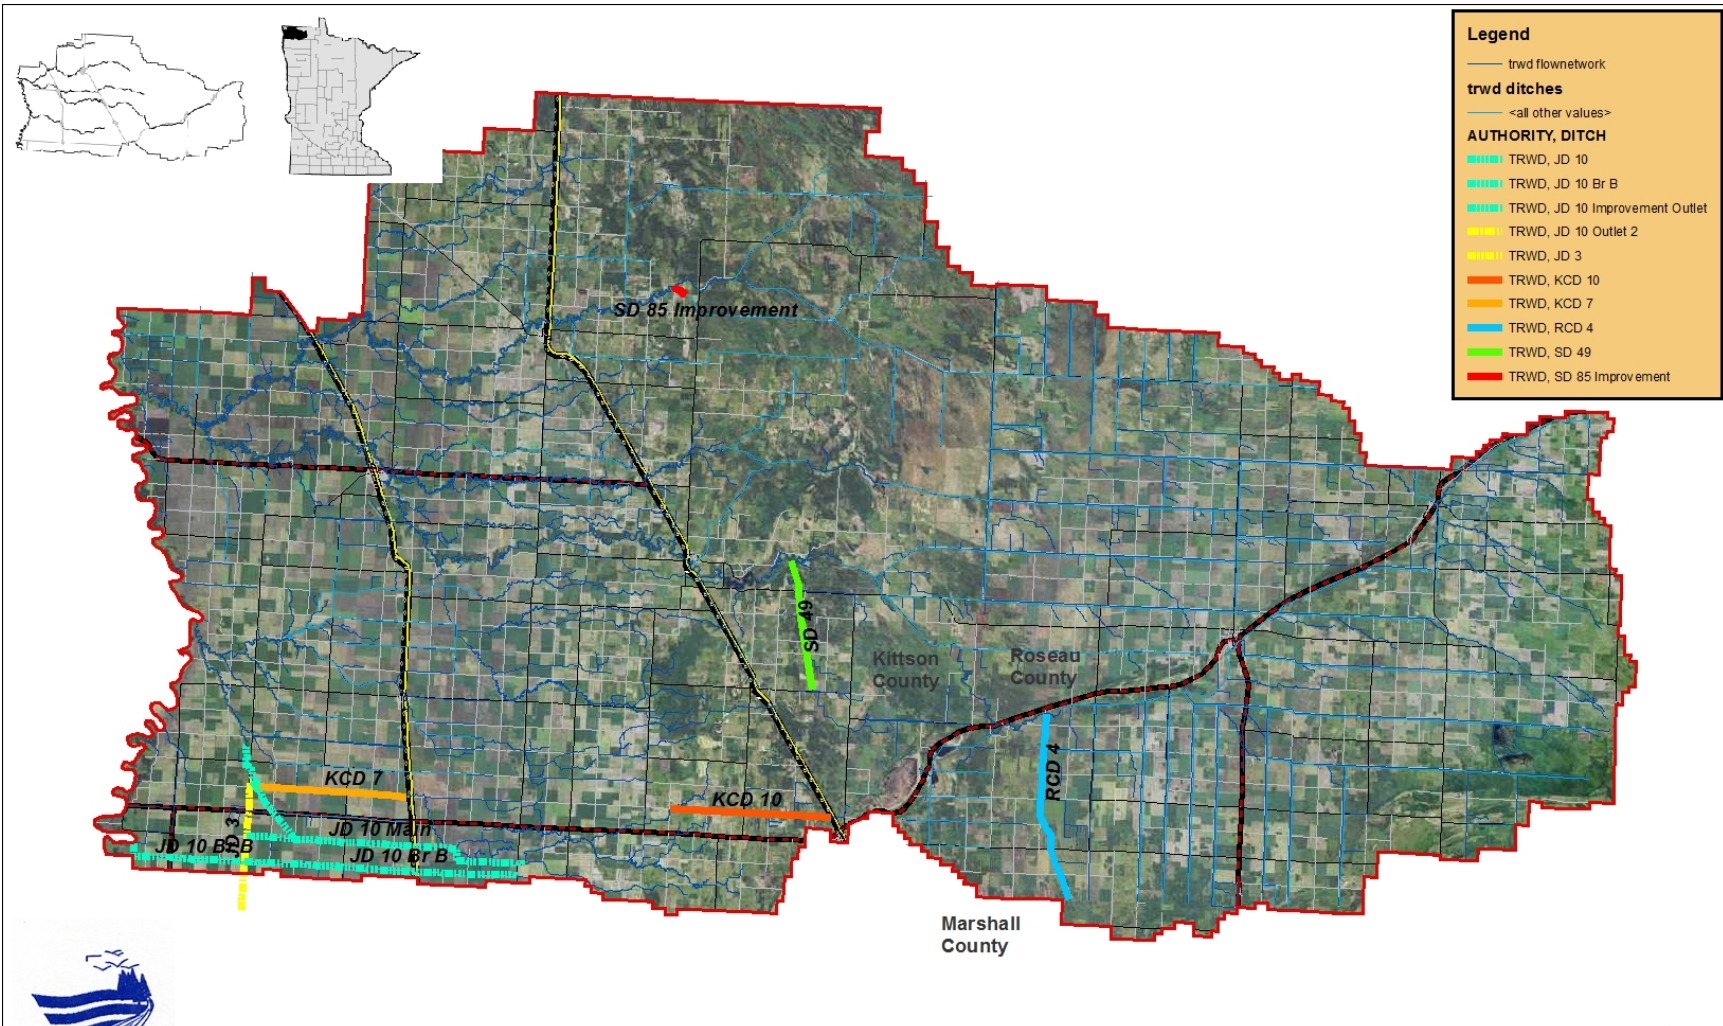 Legend
trwd flownetwork
trwd ditches
<all other values>
AUTHORITY, DITCH
TRWD, JD 10
TRWD, JD 10 Br B
TRWD, JD 10 Improvement Outlet
TRWD, JD 10 Outlet 2
TRWD, JD 3
TRWD, KCD 10
TRWD, KCD 7
TRWD, RCD 4
TRWD, SD 49
TRWD, SD 85 Improvement
SD 85 Improvement
SD 49
Kittson
County
Roseau
County
RCD 4
KCD 7
KCD 10
JD 3
JD 10 Main
JD 10 Br B
JD 10 Br B
Marshall
County